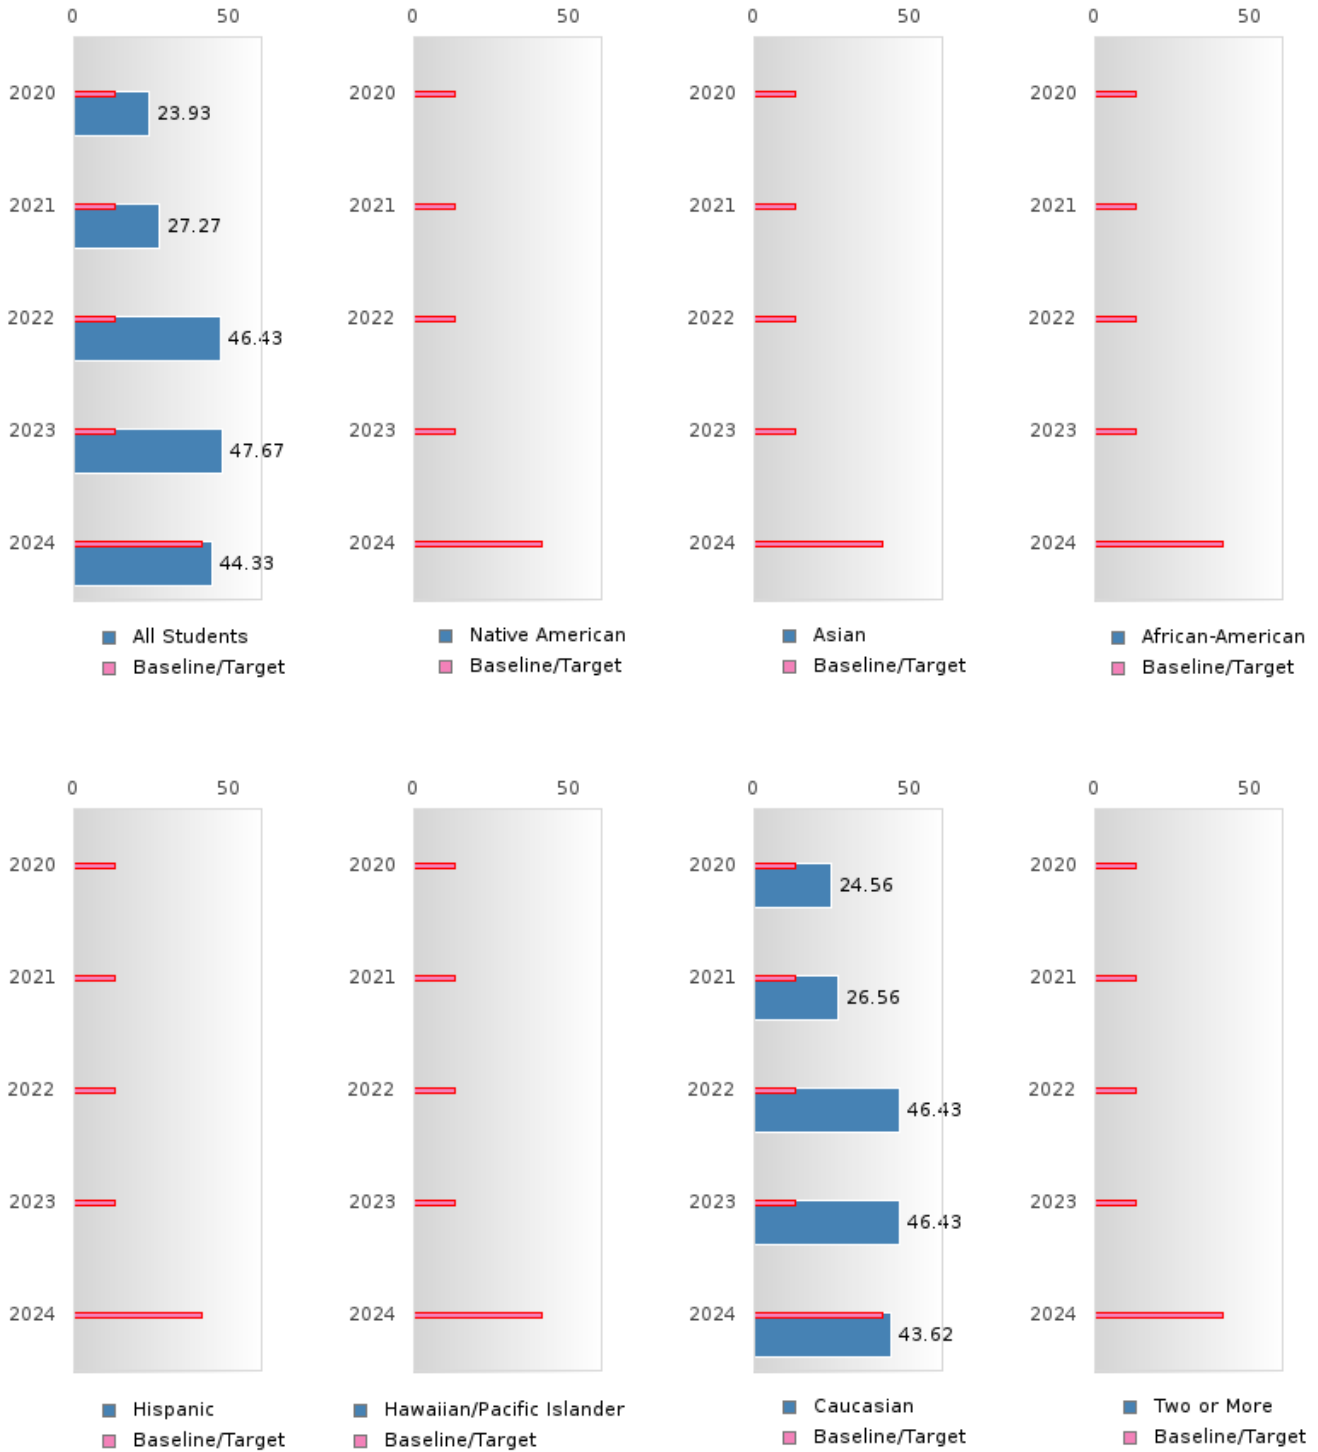 0 50 0 50 0 50 0 50
2020 23.93 2020 2020 2020
2021 27.27 2021 2021 2021
2022 46.43 2022 2022 2022
2023 47.67 2023 2023 2023
2024 44.33 2024 2024 2024
All Students Native American Asian African-American
Baseline/Target Baseline/Target Baseline/Target Baseline/Target
0 50 0 50 0 50 0 50
2020 2020 2020 24.56 2020
2021 2021 2021 26.56 2021
2022 2022 2022 46.43 2022
2023 2023 2023 46.43 2023
2024 2024 2024 43.62 2024
Hispanic Hawaiian/Pacific Islander Caucasian Two or More
Baseline/Target Baseline/Target Baseline/Target Baseline/Target